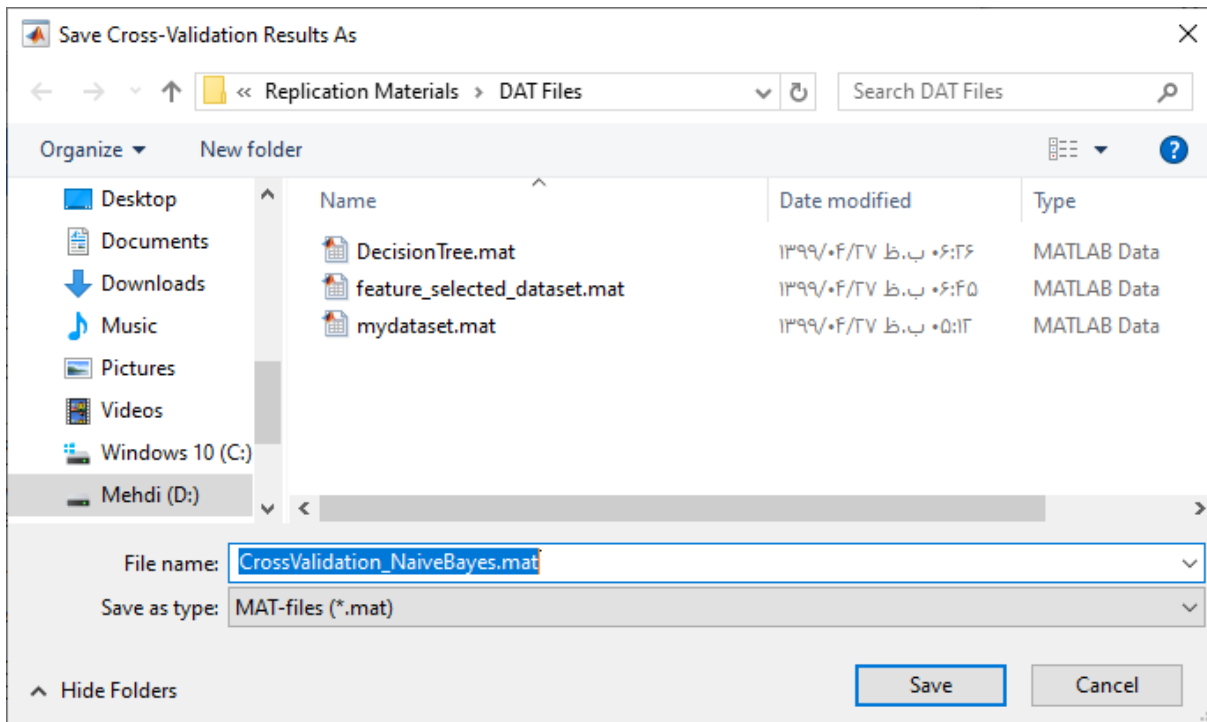 Save Cross-Validation Results As
« Replication Materials > DAT Files
Search DAT Files
Organize
New folder
?
Desktop
Documents
Downloads
Music
Pictures
Videos
Windows 10 (C:)
Mehdi (D:)
Name Date modified Type
DecisionTree.mat ۱۳۹۹/۰۴/۲۷ ب.ظ ۰۶:۲۶ MATLAB Data
feature_selected_dataset.mat ۱۳۹۹/۰۴/۲۷ ب.ظ ۰۶:۴۵ MATLAB Data
mydataset.mat ۱۳۹۹/۰۴/۲۷ ب.ظ ۰۵:۱۲ MATLAB Data
File name: CrossValidation_NaiveBayes.mat
Save as type: MAT-files (*.mat)
Hide Folders
Save
Cancel